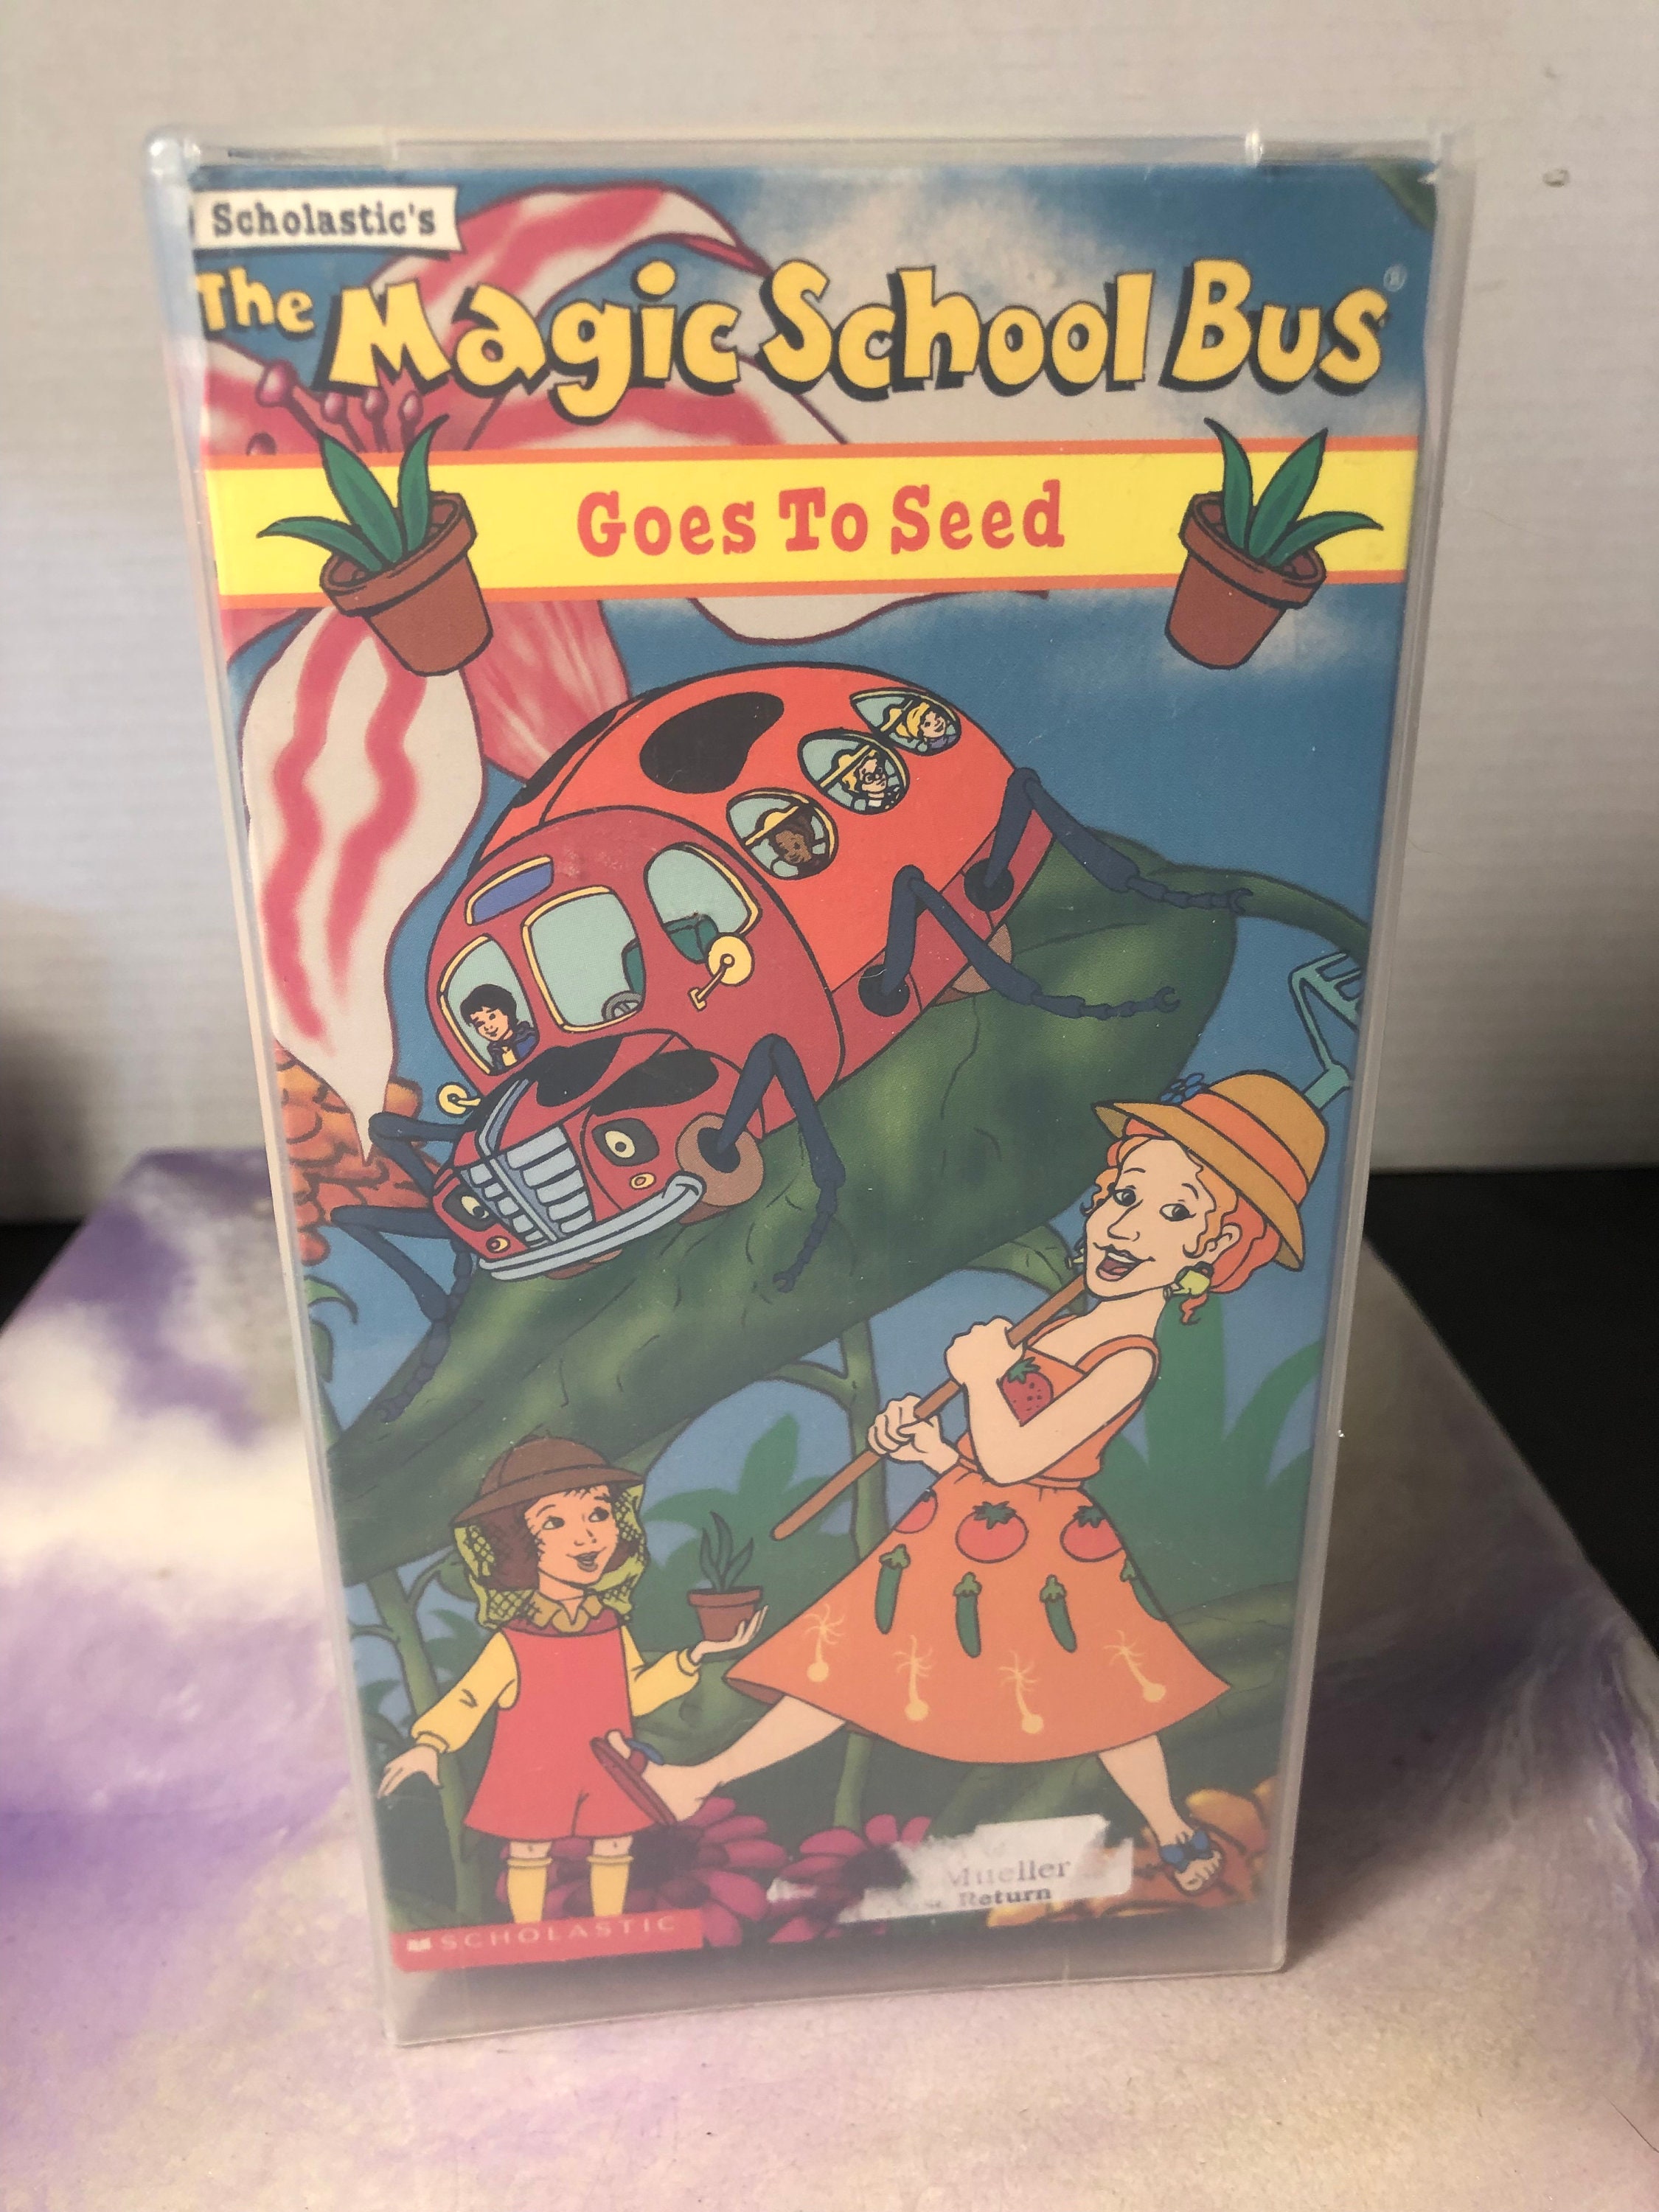 Scholastic's
The Magic School Bus®
Goes To Seed
Mueller
Return
SCHOLASTIC